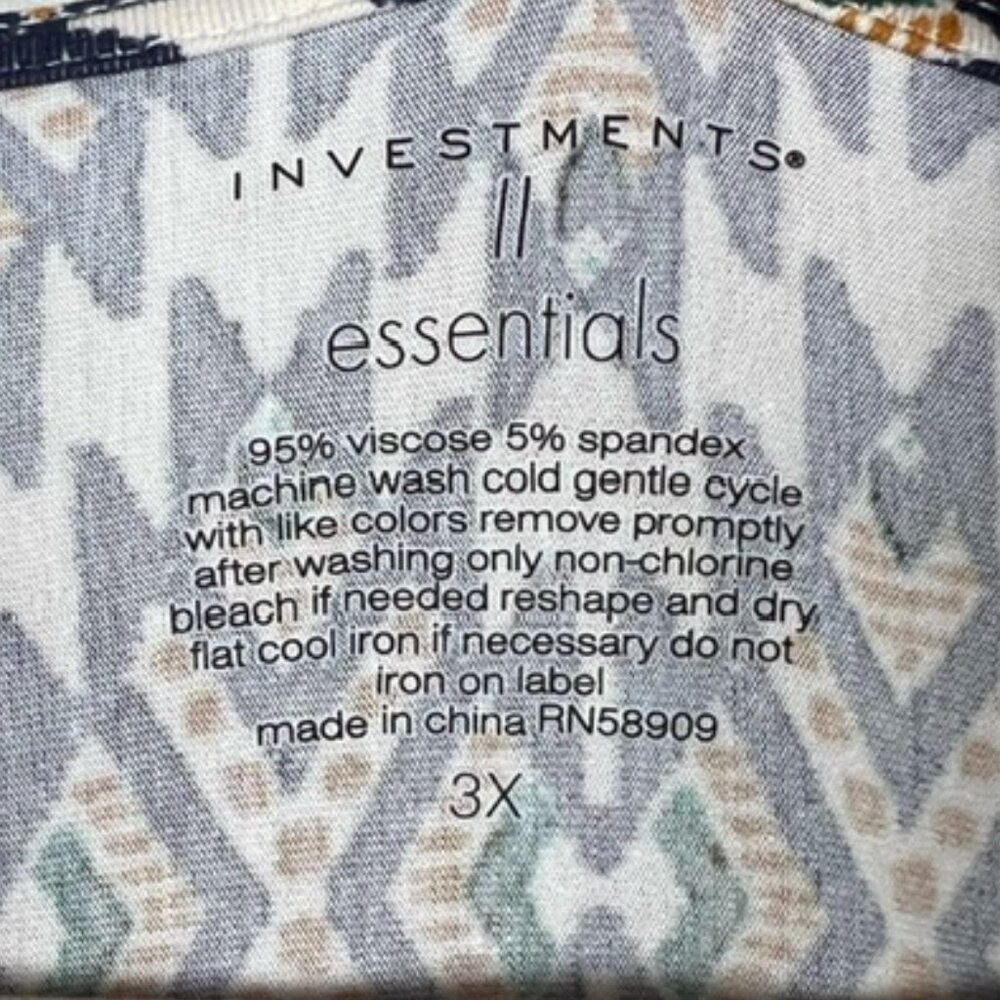 INVESTMENTS®
II
essentials
95% viscose 5% spandex
machine wash cold gentle cycle
with like colors remove promptly
after washing only non-chlorine
bleach if needed reshape and dry
flat cool iron if necessary do not
iron on label
made in china RN58909
3X